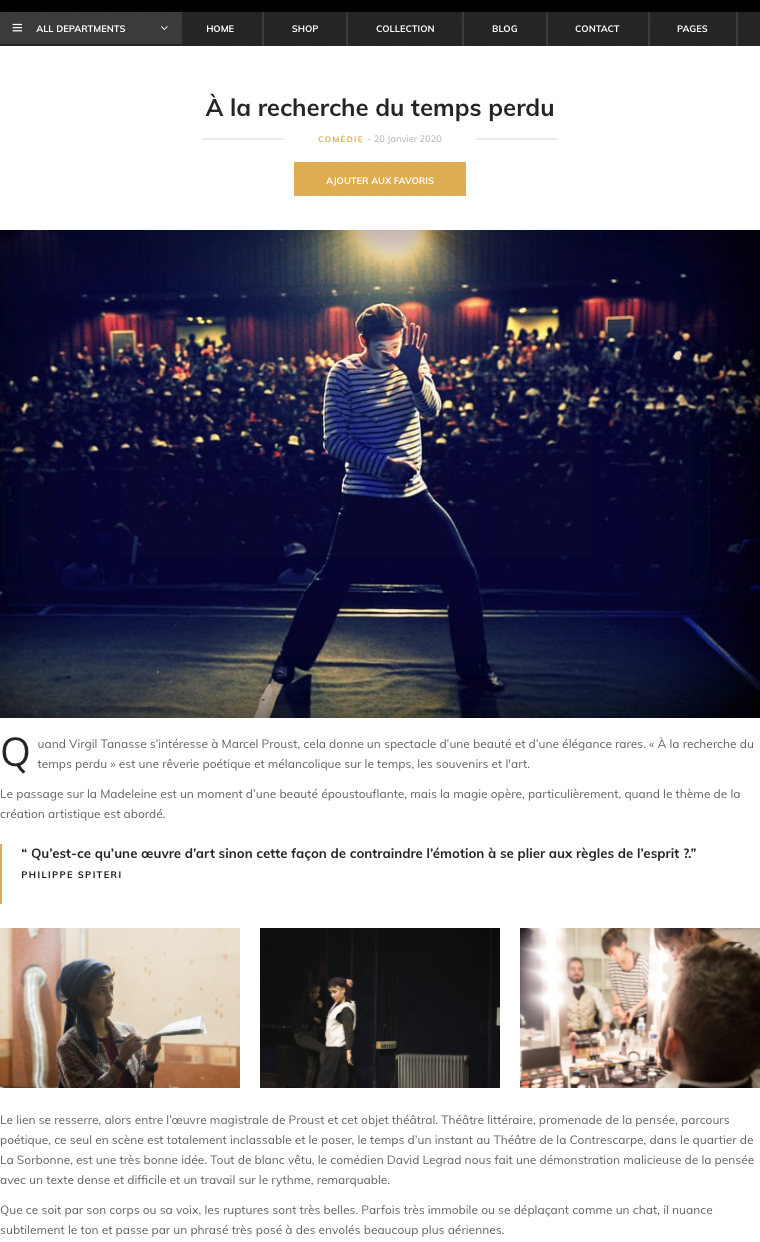 ALL DEPARTMENTS
HOME
SHOP
COLLECTION
BLOG
CONTACT
PAGES
À la recherche du temps perdu
COMÉDIE - 20 Janvier 2020
AJOUTER AUX FAVORIS
Quand Virgil Tanasse s’intéresse à Marcel Proust, cela donne un spectacle d’une beauté et d’une élégance rares. « À la recherche du
temps perdu » est une rêverie poétique et mélancolique sur le temps, les souvenirs et l'art.
Le passage sur la Madeleine est un moment d’une beauté époustouflante, mais la magie opère, particulièrement, quand le thème de la
création artistique est abordé.
“ Qu’est-ce qu’une œuvre d’art sinon cette façon de contraindre l’émotion à se plier aux règles de l’esprit ?.”
PHILIPPE SPITERI
Le lien se resserre, alors entre l’œuvre magistrale de Proust et cet objet théâtral. Théâtre littéraire, promenade de la pensée, parcours
poétique, ce seul en scène est totalement inclassable et le poser, le temps d’un instant au Théâtre de la Contrescarpe, dans le quartier de
La Sorbonne, est une très bonne idée. Tout de blanc vêtu, le comédien David Legrad nous fait une démonstration malicieuse de la pensée
avec un texte dense et difficile et un travail sur le rythme, remarquable.
Que ce soit par son corps ou sa voix, les ruptures sont très belles. Parfois très immobile ou se déplaçant comme un chat, il nuance
subtilement le ton et passe par un phrasé très posé à des envolés beaucoup plus aériennes.